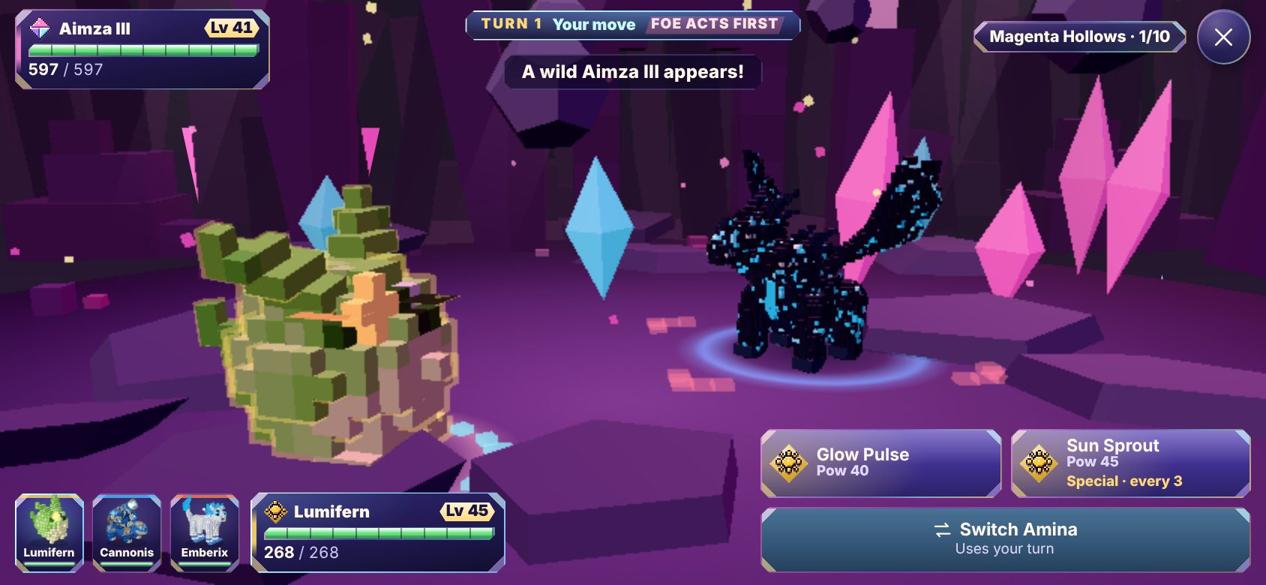 Aimza III
Lv 41
597 / 597
TURN 1 Your move FOE ACTS FIRST
A wild Aimza III appears!
Magenta Hollows · 1/10
Glow Pulse
Pow 40
Sun Sprout
Pow 45
Special · every 3
Switch Amina
Uses your turn
Lumifern
Cannonis
Emberix
Lumifern
Lv 45
268 / 268